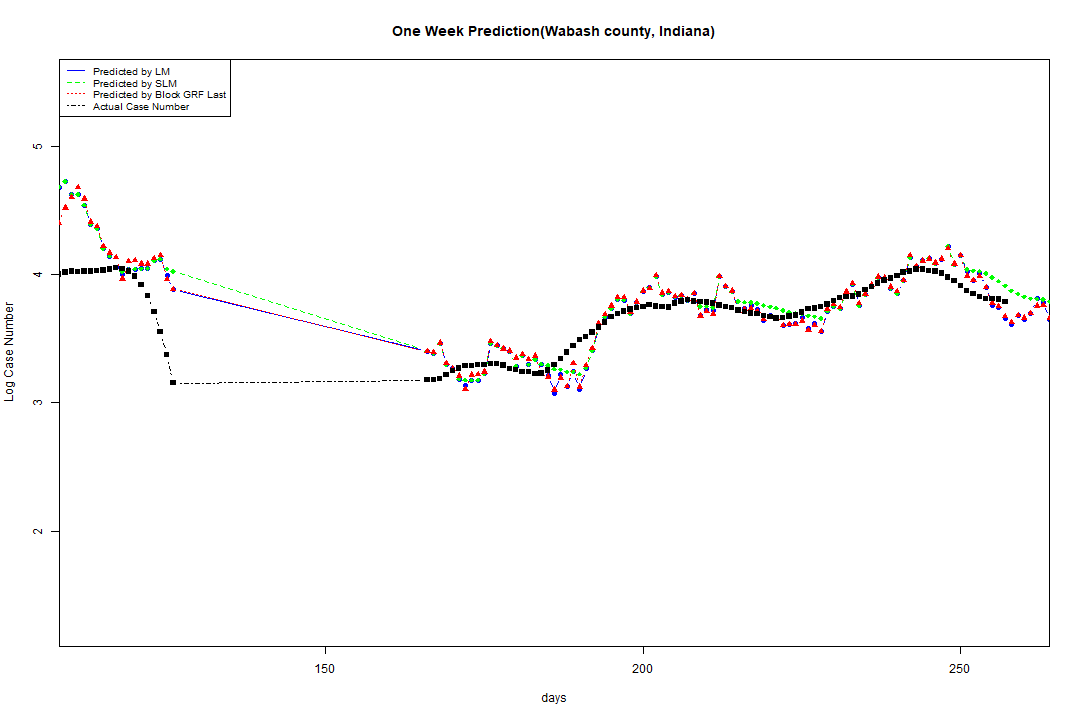 One Week Prediction(Wabash county, Indiana)
Predicted by LM
Predicted by SLM
Predicted by Block GRF Last
Actual Case Number
5
4
3
2
Log Case Number
150 200 250
days